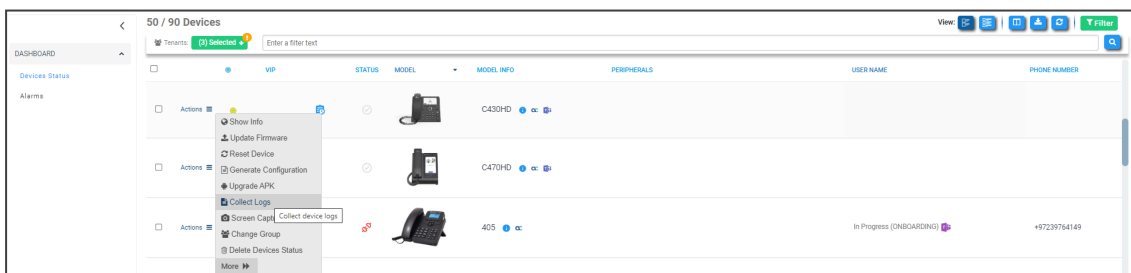 50 / 90 Devices
View:
Filter
Tenants: (3) Selected
Enter a filter text
DASHBOARD
Devices Status
Alarms
VIP STATUS MODEL MODEL INFO PERIPHERALS USER NAME PHONE NUMBER
Actions C430HD
Show Info
Update Firmware
Reset Device
Actions Generate Configuration C470HD
Upgrade APK
Collect Logs
Screen Captu Collect device logs
Actions 405 In Progress (ONBOARDING) +97239764149
Change Group
Delete Devices Status
More